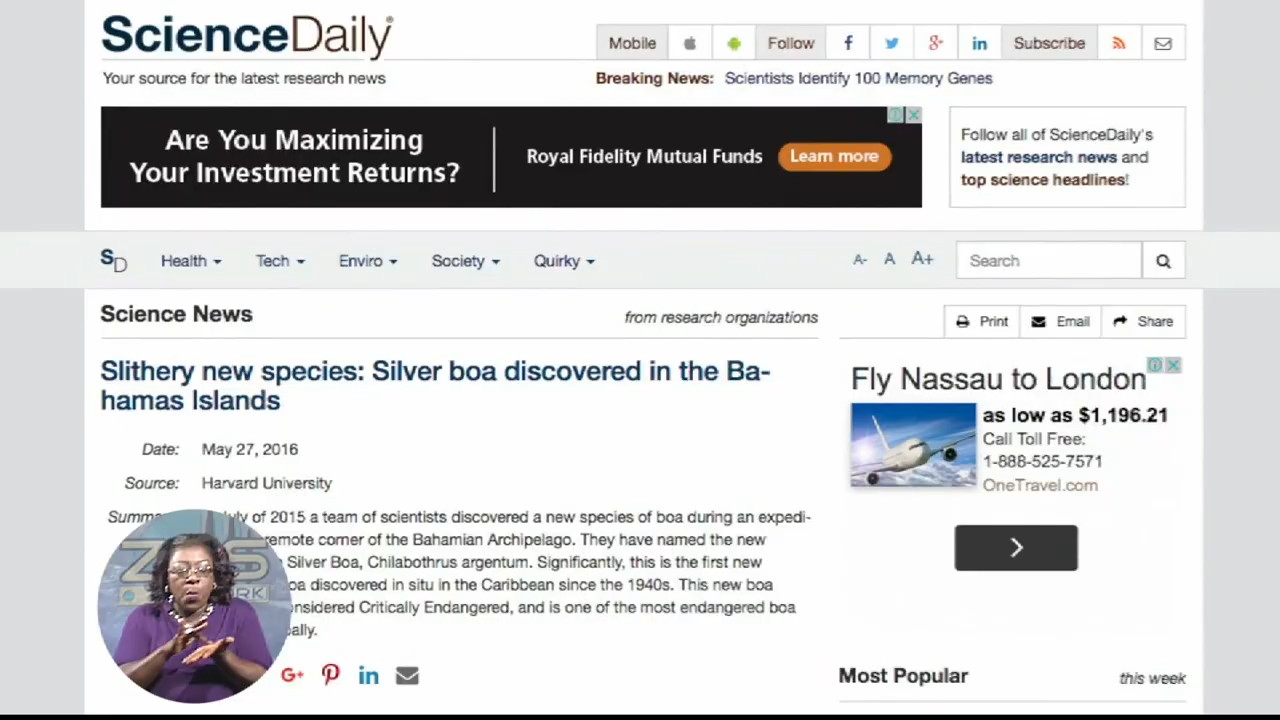 ScienceDaily®
Your source for the latest research news
Mobile Follow Subscribe
Breaking News: Scientists Identify 100 Memory Genes
Are You Maximizing
Your Investment Returns?
Royal Fidelity Mutual Funds
Learn more
Follow all of ScienceDaily's
latest research news and
top science headlines!
SD Health Tech Enviro Society Quirky
A- A A+
Search
Science News
from research organizations
Print Email Share
Slithery new species: Silver boa discovered in the Ba-
hamas Islands
Date: May 27, 2016
Source: Harvard University
of 2015 a team of scientists discovered a new species of boa during an expedi-
remote corner of the Bahamian Archipelago. They have named the new
Silver Boa, Chilabothrus argentum. Significantly, this is the first new
discovered in situ in the Caribbean since the 1940s. This new boa
Critically Endangered, and is one of the most endangered boa
G+ in
Fly Nassau to London
as low as $1,196.21
Call Toll Free:
1-888-525-7571
OneTravel.com
Most Popular
this week